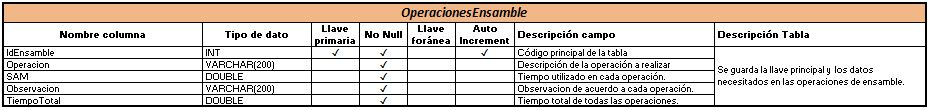 OperacionesEnsamble
Nombre columna Tipo de dato Llave primaria No Null Llave foránea Auto Increment Descripción campo Descripción Tabla
IdEnsamble INT ✓ ✓ ✓ Código principal de la tabla
Operacion VARCHAR(200) ✓ Descripción de la operación a realizar
SAM DOUBLE ✓ Tiempo utilizado en cada operación.
Observacion VARCHAR(200) ✓ Observacion de acuerdo a cada operación.
TiempoTotal DOUBLE ✓ Tiempo total de todas las operaciones.
Se guarda la llave principal y los datos
necesitados en las operaciones de ensamble.